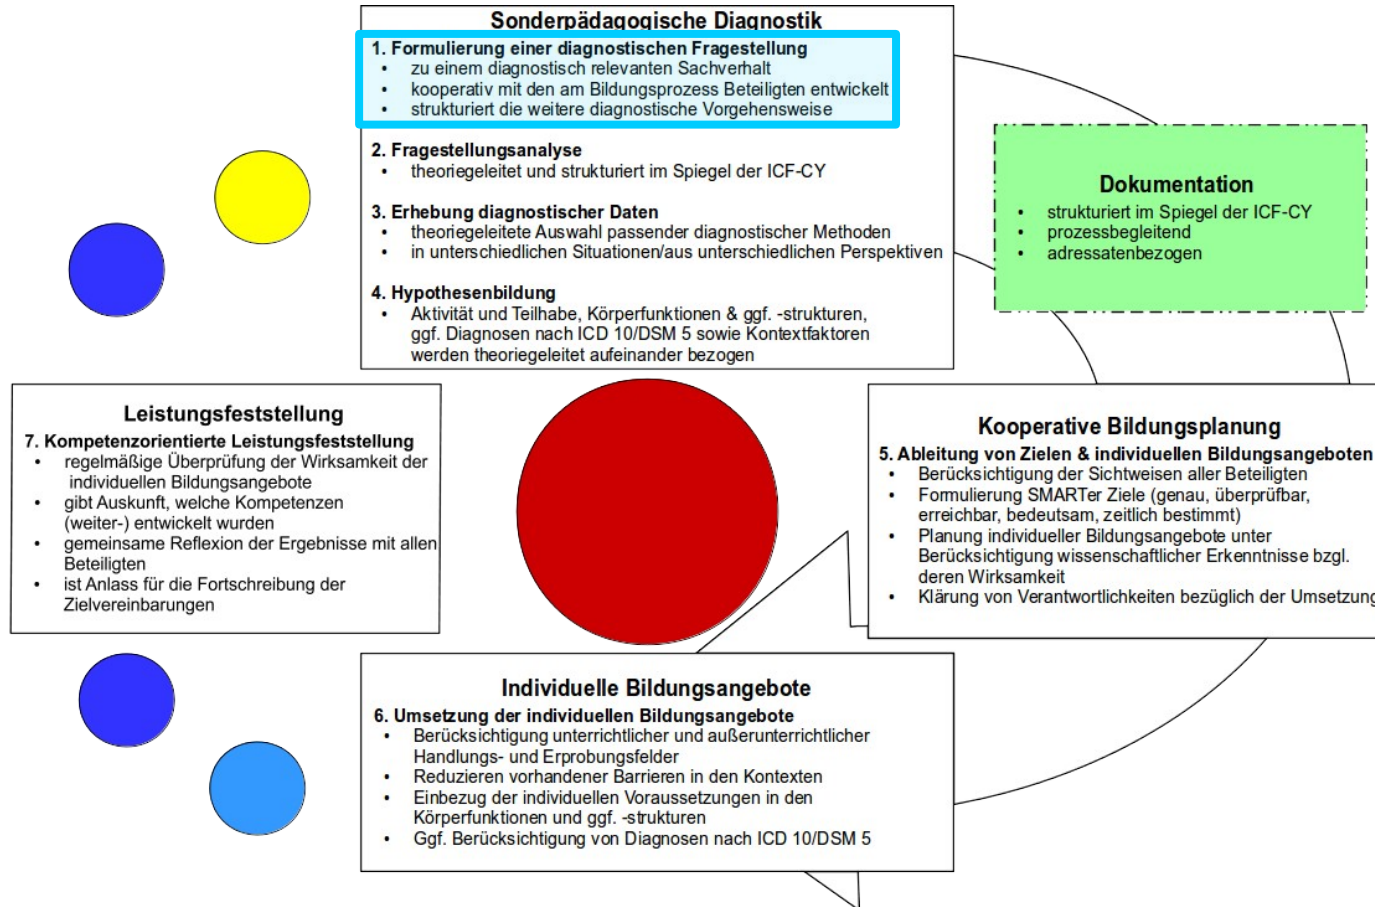 Sonderpädagogische Diagnostik
1. Formulierung einer diagnostischen Fragestellung
• zu einem diagnostisch relevanten Sachverhalt
• kooperativ mit den am Bildungsprozess Beteiligten entwickelt
• strukturiert die weitere diagnostische Vorgehensweise
2. Fragestellungsanalyse
• theoriegeleitet und strukturiert im Spiegel der ICF-CY
3. Erhebung diagnostischer Daten
• theoriegeleitete Auswahl passender diagnostischer Methoden
• in unterschiedlichen Situationen/aus unterschiedlichen Perspektiven
4. Hypothesenbildung
• Aktivität und Teilhabe, Körperfunktionen & ggf. -strukturen,
ggf. Diagnosen nach ICD 10/DSM 5 sowie Kontextfaktoren
werden theoriegeleitet aufeinander bezogen
Dokumentation
• strukturiert im Spiegel der ICF-CY
• prozessbegleitend
• adressatenbezogen
Kooperative Bildungsplanung
5. Ableitung von Zielen & individuellen Bildungsangeboten
• Berücksichtigung der Sichtweisen aller Beteiligten
• Formulierung SMARTer Ziele (genau, überprüfbar,
erreichbar, bedeutsam, zeitlich bestimmt)
• Planung individueller Bildungsangebote unter
Berücksichtigung wissenschaftlicher Erkenntnisse bzgl.
deren Wirksamkeit
• Klärung von Verantwortlichkeiten bezüglich der Umsetzung
Individuelle Bildungsangebote
6. Umsetzung der individuellen Bildungsangebote
• Berücksichtigung unterrichtlicher und außerunterrichtlicher
Handlungs- und Erprobungsfelder
• Reduzieren vorhandener Barrieren in den Kontexten
• Einbezug der individuellen Voraussetzungen in den
Körperfunktionen und ggf. -strukturen
• Ggf. Berücksichtigung von Diagnosen nach ICD 10/DSM 5
Leistungsfeststellung
7. Kompetenzorientierte Leistungsfeststellung
• regelmäßige Überprüfung der Wirksamkeit der
individuellen Bildungsangebote
• gibt Auskunft, welche Kompetenzen
(weiter-) entwickelt wurden
• gemeinsame Reflexion der Ergebnisse mit allen
Beteiligten
• ist Anlass für die Fortschreibung der
Zielvereinbarungen